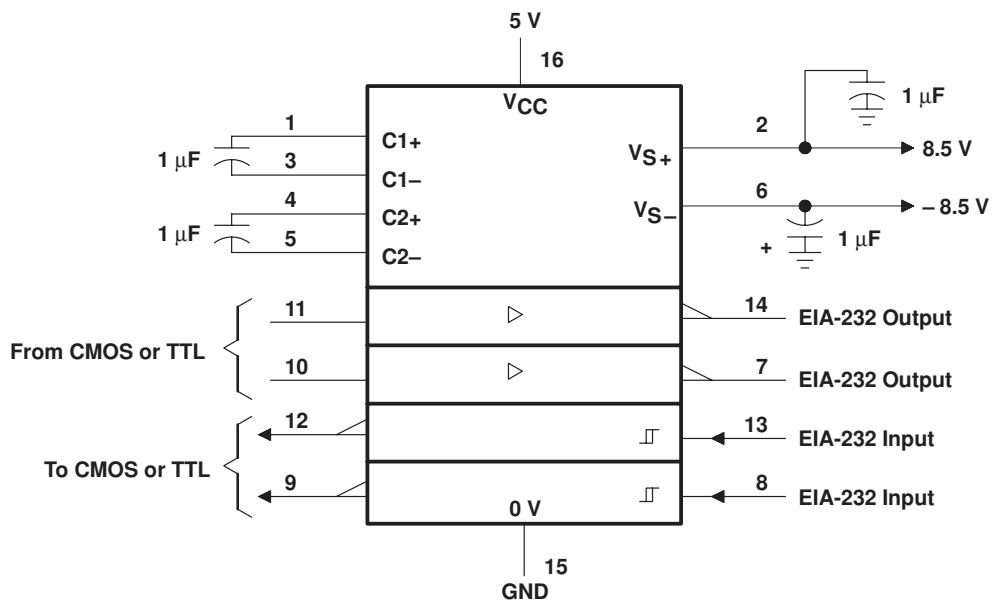 5 V
16
VCC
1 µF
1
C1+
3
C1–
1 µF
4
C2+
5
C2–
2
VS+
1 µF
8.5 V
6
VS–
– 8.5 V
+
1 µF
From CMOS or TTL
11
14
EIA-232 Output
10
7
EIA-232 Output
To CMOS or TTL
12
13
EIA-232 Input
9
8
EIA-232 Input
0 V
15
GND